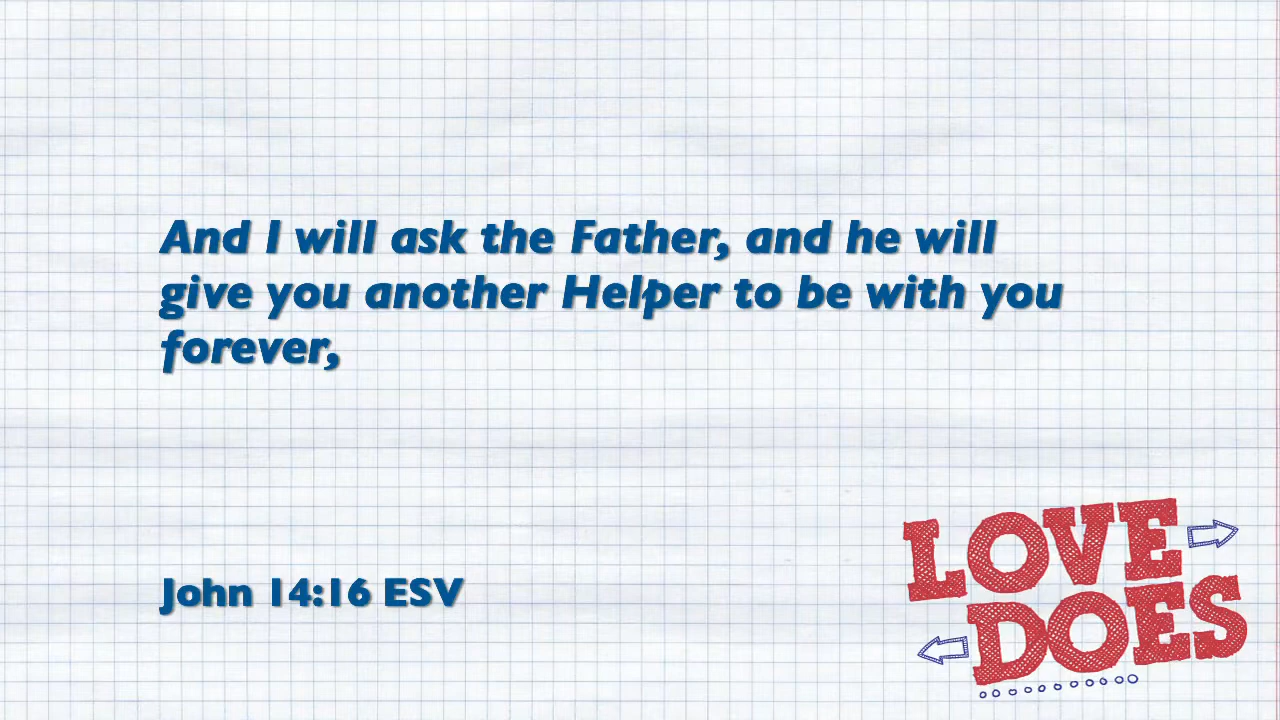 And I will ask the Father, and he will
give you another Helper to be with you
forever,
John 14:16 ESV
LOVE
DOES